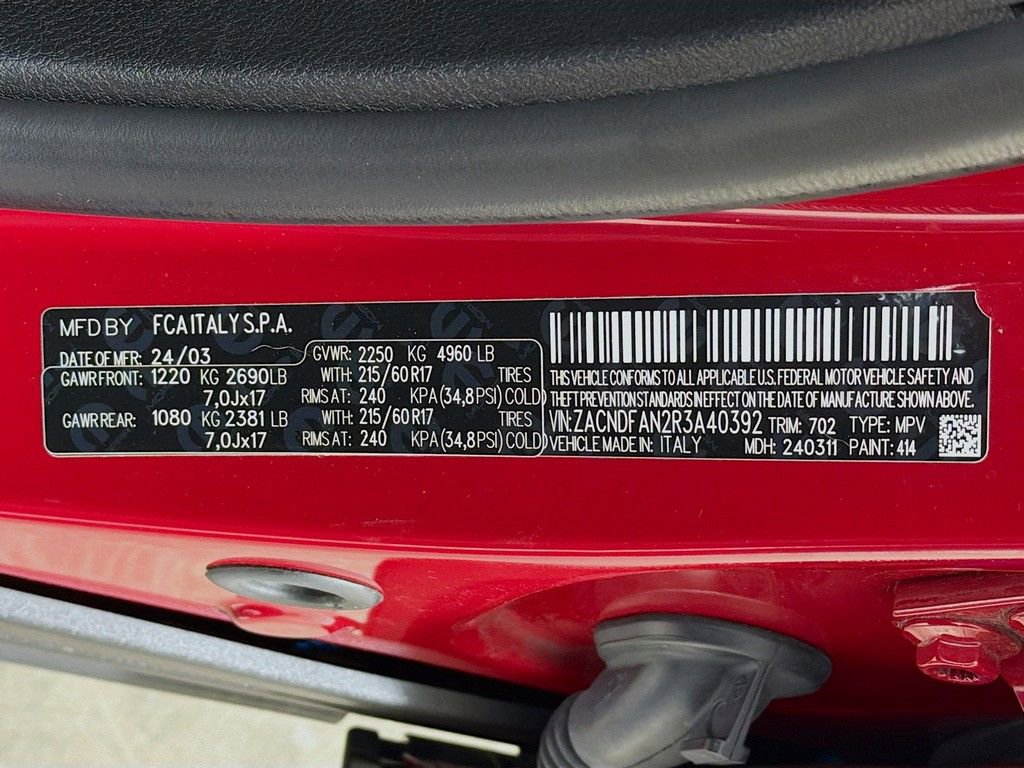 MFD BY FCA ITALY S.P.A.
DATE OF MFR: 24/03
GVWR: 2250 KG 4960 LB
GAWR FRONT: 1220 KG 2690 LB WITH: 215/60 R17 TIRES
7,0Jx17 RIMS AT: 240 KPA (34,8 PSI) COLD
GAWR REAR: 1080 KG 2381 LB WITH: 215/60 R17 TIRES
7,0Jx17 RIMS AT: 240 KPA (34,8 PSI) COLD
THIS VEHICLE CONFORMS TO ALL APPLICABLE U.S. FEDERAL MOTOR VEHICLE SAFETY AND
THEFT PREVENTION STANDARDS IN EFFECT ON THE DATE OF MANUFACTURE SHOWN ABOVE.
VIN: ZACNDFAN2R3A40392 TRIM: 702 TYPE: MPV
VEHICLE MADE IN: ITALY MDH: 240311 PAINT: 414